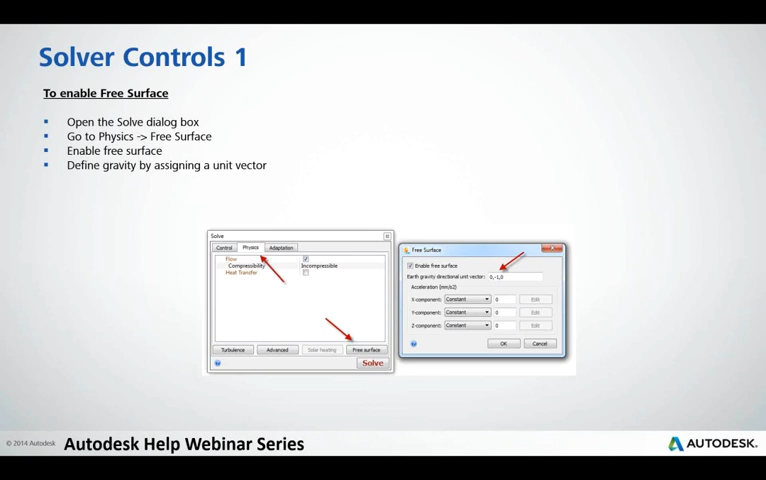 Solver Controls 1
To enable Free Surface
Open the Solve dialog box
Go to Physics -> Free Surface
Enable free surface
Define gravity by assigning a unit vector
Solve
Control Physics Adaptation
Flow
Compressibility Incompressible
Heat Transfer
Turbulence Advanced Solar heating Free surface
Solve
Free Surface
Enable free surface
Earth gravity directional unit vector: 0,-1,0
Acceleration (mm/s2)
X-component: Constant 0 Edit
Y-component: Constant 0 Edit
Z-component: Constant 0 Edit
OK Cancel
© 2014 Autodesk Autodesk Help Webinar Series AUTODESK.